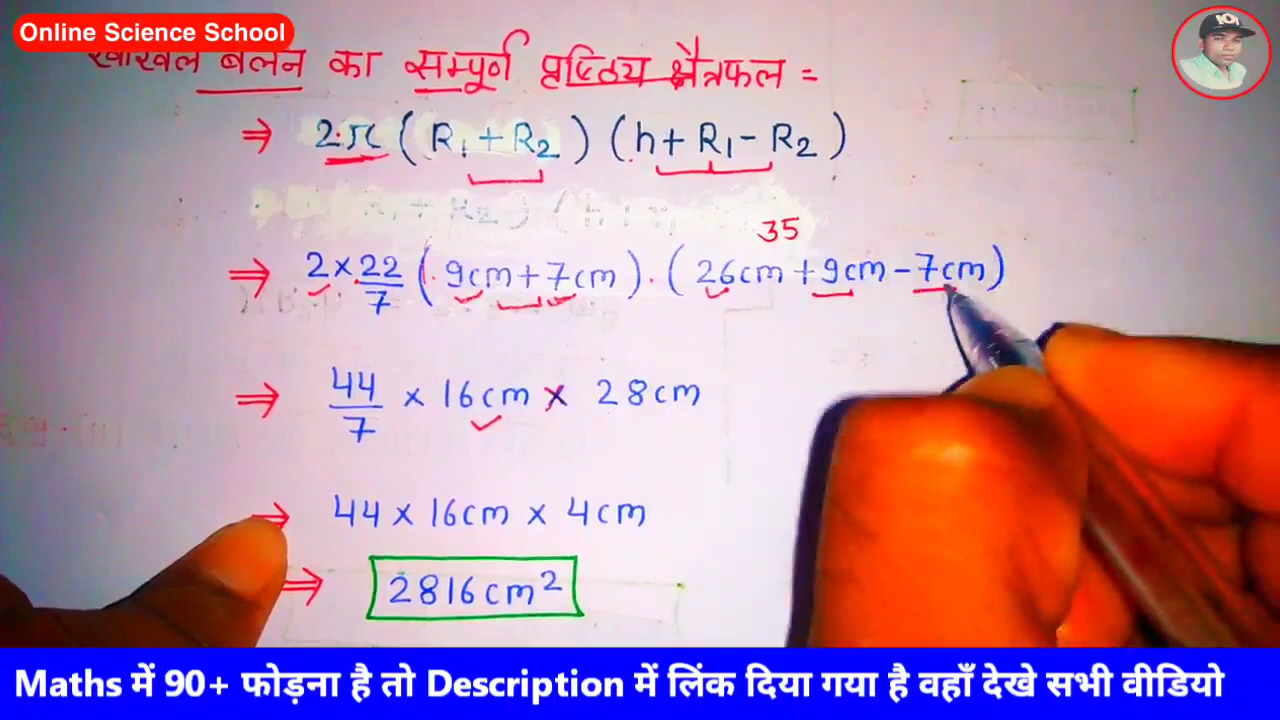 Online Science School
खोखले बेलन का सम्पूर्ण पृष्ठिय क्षेत्रफल =
⇒ 2.π (R₁ + R₂) (h + R₁ - R₂)
35
⇒ 2 × 22/7 (9cm + 7cm) . (26cm + 9cm - 7cm)
⇒ 44/7 × 16cm × 28cm
⇒ 44 × 16cm × 4cm
⇒ 2816cm²
Maths में 90+ फोड़ना है तो Description में लिंक दिया गया है वहाँ देखे सभी वीडियो